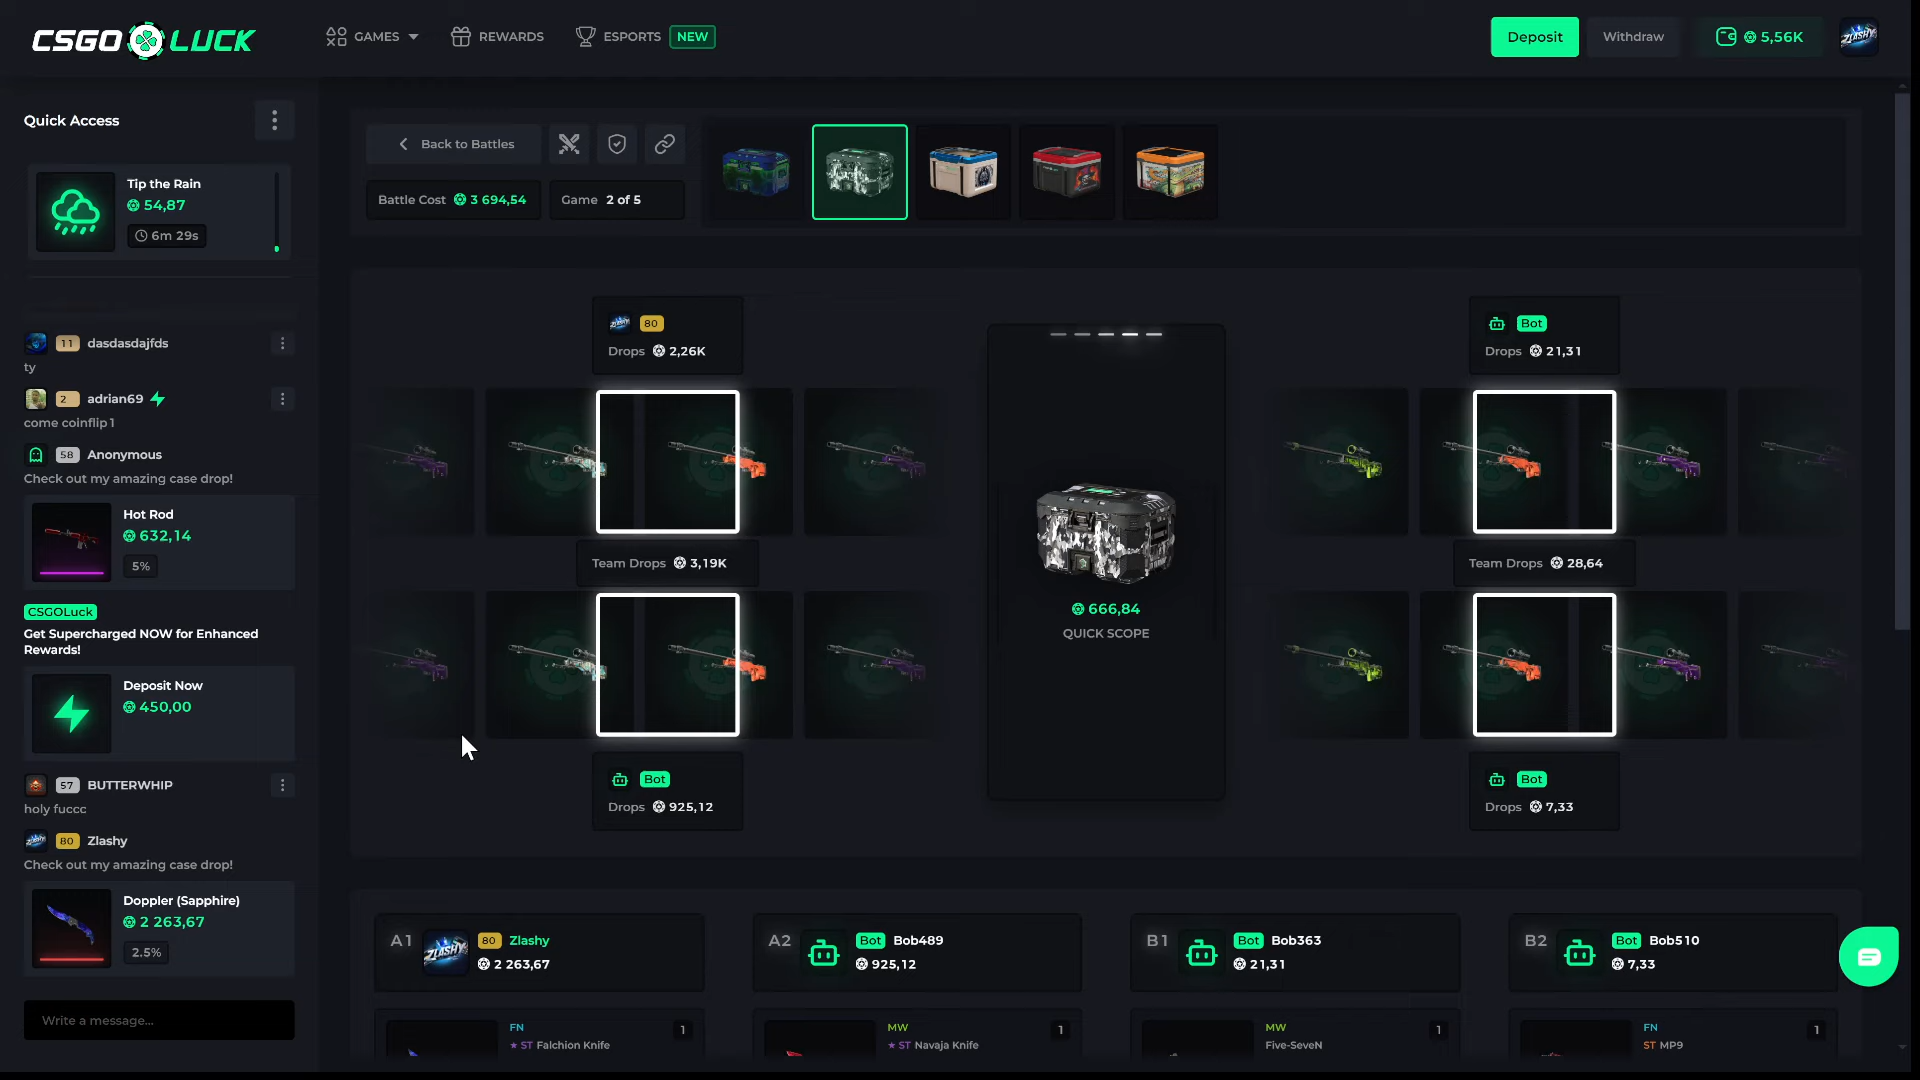 CSGO LUCK
GAMES
REWARDS
ESPORTS
NEW
Deposit
Withdraw
5,56K
ZLASHY
Quick Access
Tip the Rain
54,87
6m 29s
11 dasdasdajfds
ty
2 adrian69
come coinflip 1
58 Anonymous
Check out my amazing case drop!
Hot Rod
632,14
5%
CSGOLuck
Get Supercharged NOW for Enhanced
Rewards!
Deposit Now
450,00
57 BUTTERWHIP
holy fuccc
80 Zlashy
Check out my amazing case drop!
Doppler (Sapphire)
2 263,67
2.5%
Write a message...
Back to Battles
Battle Cost 3 694,54
Game 2 of 5
80
Drops 2,26K
Team Drops 3,19K
Bot
Drops 925,12
666,84
QUICK SCOPE
Bot
Drops 21,31
Team Drops 28,64
Bot
Drops 7,33
A1 ZLASHY 80 Zlashy
2 263,67
A2 Bot Bob489
925,12
B1 Bot Bob363
21,31
B2 Bot Bob510
7,33
FN 1
★ ST Falchion Knife
MW 1
★ ST Navaja Knife
MW 1
Five-SeveN
FN 1
ST MP9